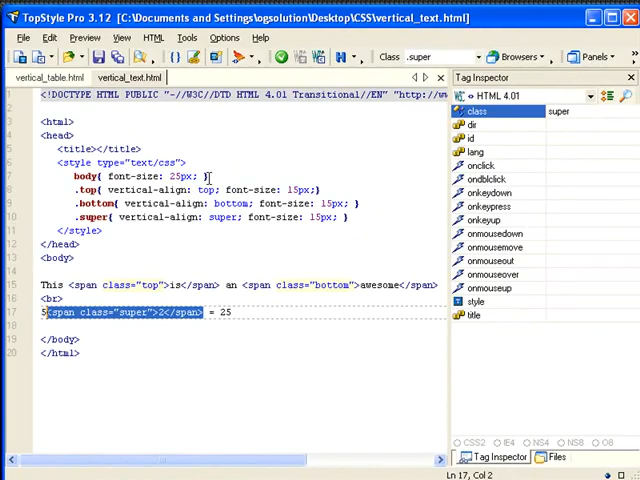 TopStyle Pro 3.12 [C:\Documents and Settings\ogsolution\Desktop\CSS\vertical_text.html]
File Edit Preview View HTML Tools Options Help
Class .super Browsers Panels
vertical_table.html vertical_text.html
Tag Inspector
HTML 4.01
class super
dir
id
lang
onclick
ondblclick
onkeydown
onkeypress
onkeyup
onmousedown
onmousemove
onmouseout
onmouseover
onmouseup
style
title
1 <!DOCTYPE HTML PUBLIC "-//W3C//DTD HTML 4.01 Transitional//EN" "http://w
2
3 <html>
4 <head>
5 <title></title>
6 <style type="text/css">
7 body{ font-size: 25px; }
8 .top{ vertical-align: top; font-size: 15px;}
9 .bottom{ vertical-align: bottom; font-size: 15px; }
10 .super{ vertical-align: super; font-size: 15px; }
11 </style>
12 </head>
13 <body>
14
15 This <span class="top">is</span> an <span class="bottom">awesome</span>
16 <br>
17 5<span class="super">2</span> = 25
18
19 </body>
20 </html>
CSS2 IE4 NS4 NS8 O8
Tag Inspector Files
Ln 17, Col 2